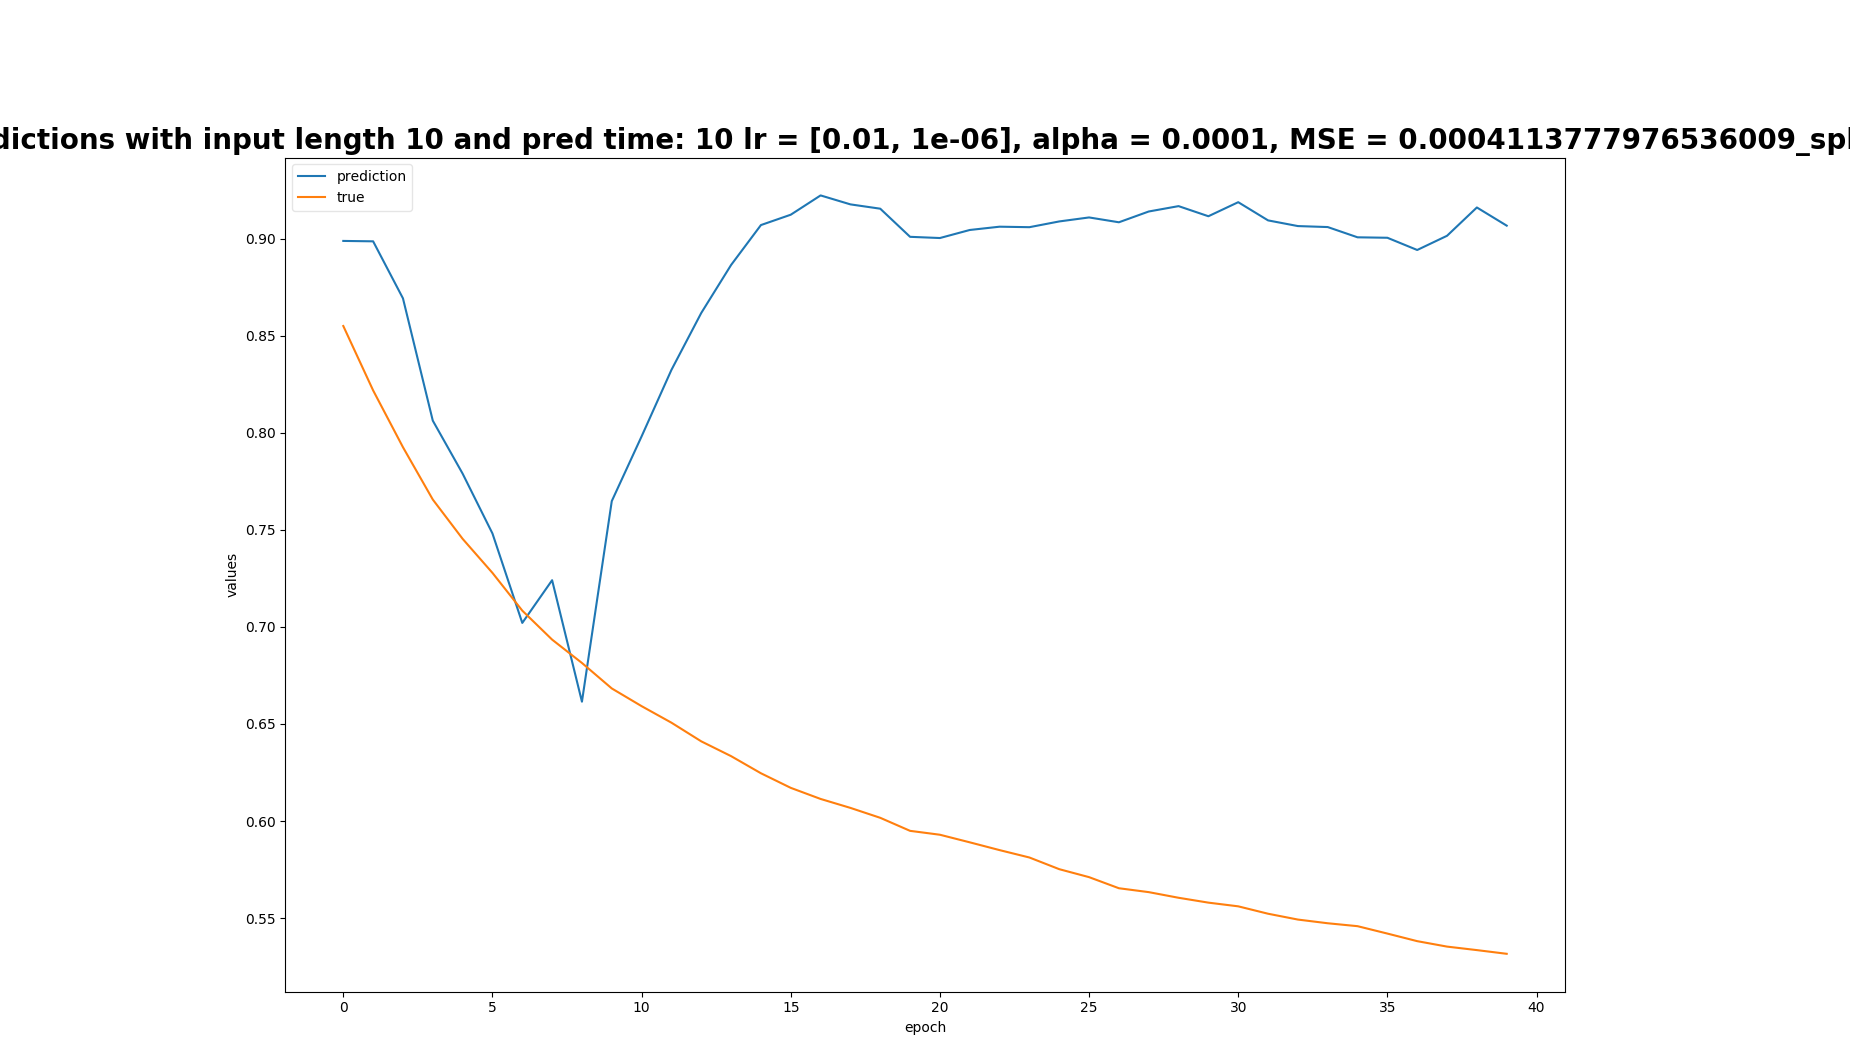 dictions with input length 10 and pred time: 10 lr = [0.01, 1e-06], alpha = 0.0001, MSE = 0.0004113777976536009_spl
prediction
true
0.90
0.85
0.80
0.75
0.70
0.65
0.60
0.55
values
0 5 10 15 20 25 30 35 40
epoch